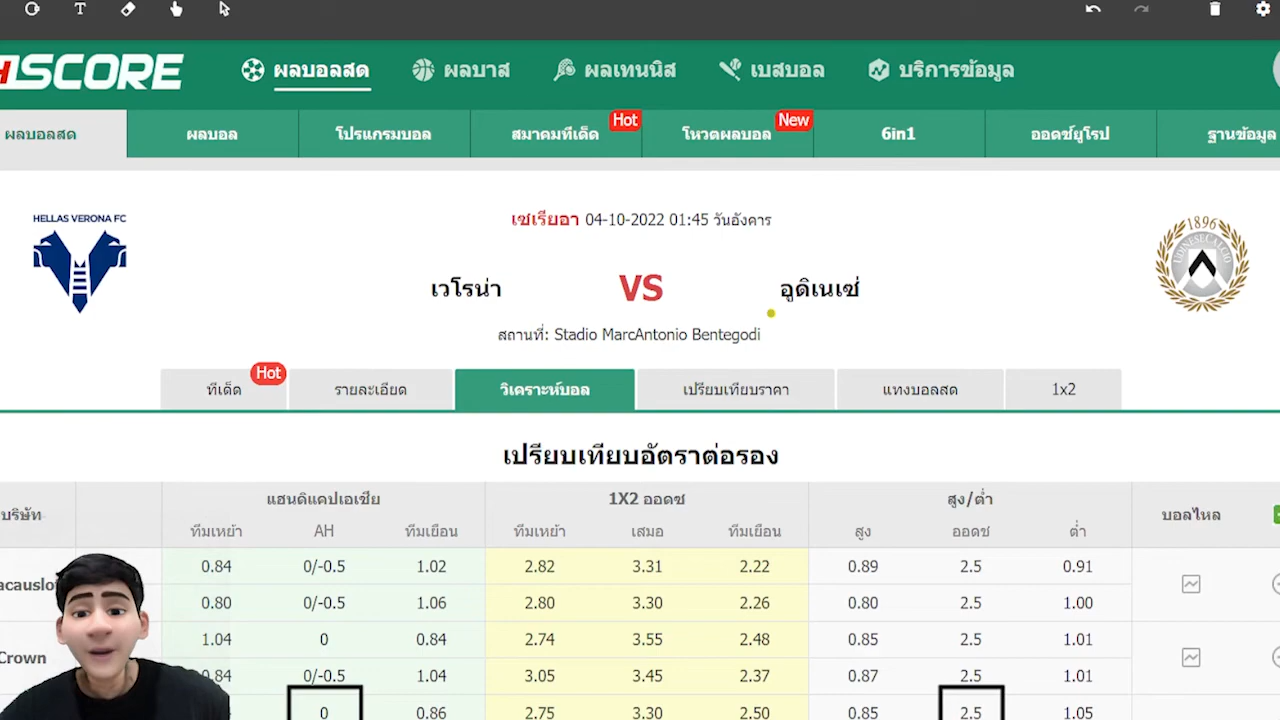 SCORE
ผลบอลสด ผลบาส ผลเทนนิส เบสบอล บริการข้อมูล
ผลบอลสด ผลบอล โปรแกรมบอล สมาคมทีเด็ด Hot โหวตผลบอล New 6in1 ออดซ์ยูโรป ฐานข้อมูล
HELLAS VERONA FC
เซเรียอา 04-10-2022 01:45 วันอังคาร
1896
UDINESE CALCIO
เวโรน่า VS อูดิเนเซ่
สถานที่: Stadio MarcAntonio Bentegodi
ทีเด็ด Hot รายละเอียด วิเคราะห์บอล เปรียบเทียบราคา แทงบอลสด 1x2
เปรียบเทียบอัตราต่อรอง
บริษัท แฮนดิแคปเอเชีย 1X2 ออดซ สูง/ต่ำ บอลไหล
ทีมเหย้า AH ทีมเยือน ทีมเหย้า เสมอ ทีมเยือน สูง ออดซ ต่ำ
acauslo 0.84 0/-0.5 1.02 2.82 3.31 2.22 0.89 2.5 0.91
0.80 0/-0.5 1.06 2.80 3.30 2.26 0.80 2.5 1.00
Crown 1.04 0 0.84 2.74 3.55 2.48 0.85 2.5 1.01
0.84 0/-0.5 1.04 3.05 3.45 2.37 0.87 2.5 1.01
0 0.86 2.75 3.30 2.50 0.85 2.5 1.05